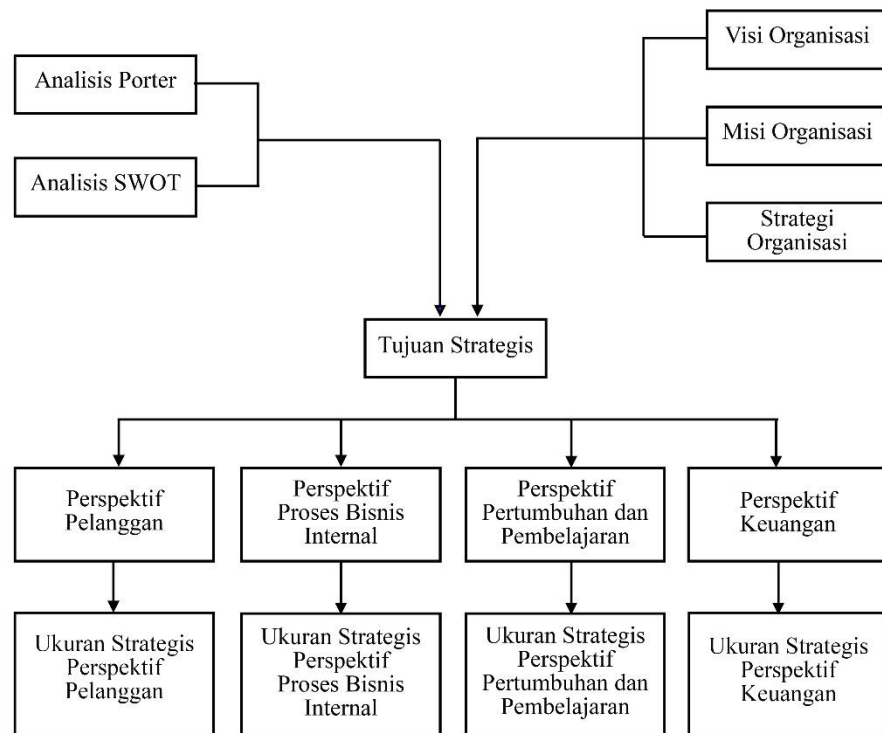 Analisis Porter
Analisis SWOT
Visi Organisasi
Misi Organisasi
Strategi
Organisasi
Tujuan Strategis
Perspektif
Pelanggan
Perspektif
Proses Bisnis
Internal
Perspektif
Pertumbuhan dan
Pembelajaran
Perspektif
Keuangan
Ukuran Strategis
Perspektif
Pelanggan
Ukuran Strategis
Perspektif
Proses Bisnis
Internal
Ukuran Strategis
Perspektif
Pertumbuhan dan
Pembelajaran
Ukuran Strategis
Perspektif
Keuangan